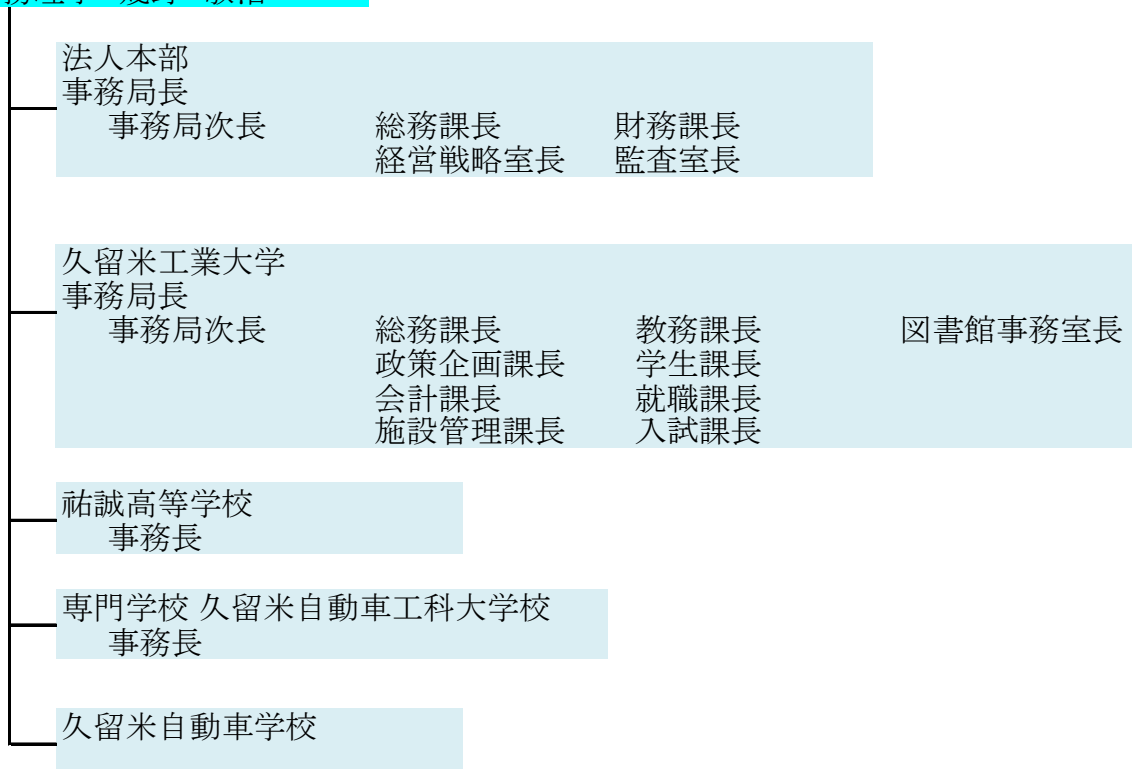 法人本部
事務局長
事務局次長 総務課長 財務課長
経営戦略室長 監査室長
久留米工業大学
事務局長
事務局次長 総務課長 教務課長 図書館事務室長
政策企画課長 学生課長
会計課長 就職課長
施設管理課長 入試課長
祐誠高等学校
事務長
専門学校 久留米自動車工科大学校
事務長
久留米自動車学校